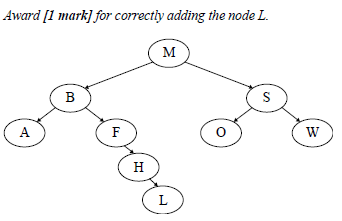 Award [1 mark] for correctly adding the node L.
M
B S
A F O W
H
L